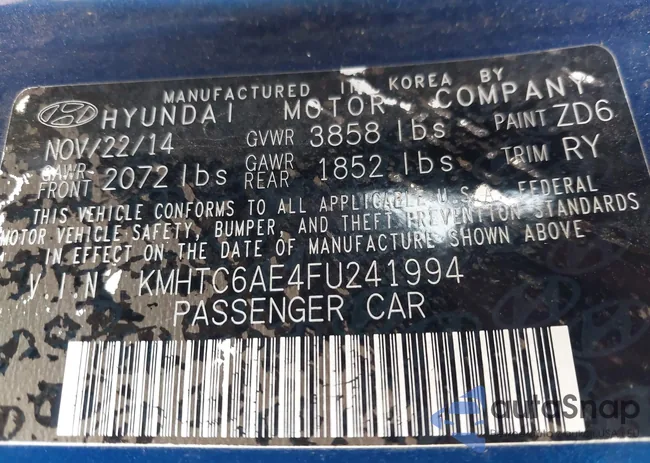 MANUFACTURED IN KOREA BY
HYUNDAI MOTOR COMPANY
NOV/22/14 GVWR 3858 lbs PAINT ZD6
GAWR FRONT 2072 lbs GAWR REAR 1852 lbs TRIM RY
THIS VEHICLE CONFORMS TO ALL APPLICABLE U.S.A. FEDERAL
MOTOR VEHICLE SAFETY, BUMPER, AND THEFT PREVENTION STANDARDS
IN EFFECT ON THE DATE OF MANUFACTURE SHOWN ABOVE
VIN KMHTC6AE4FU241994
PASSENGER CAR
autoSnap